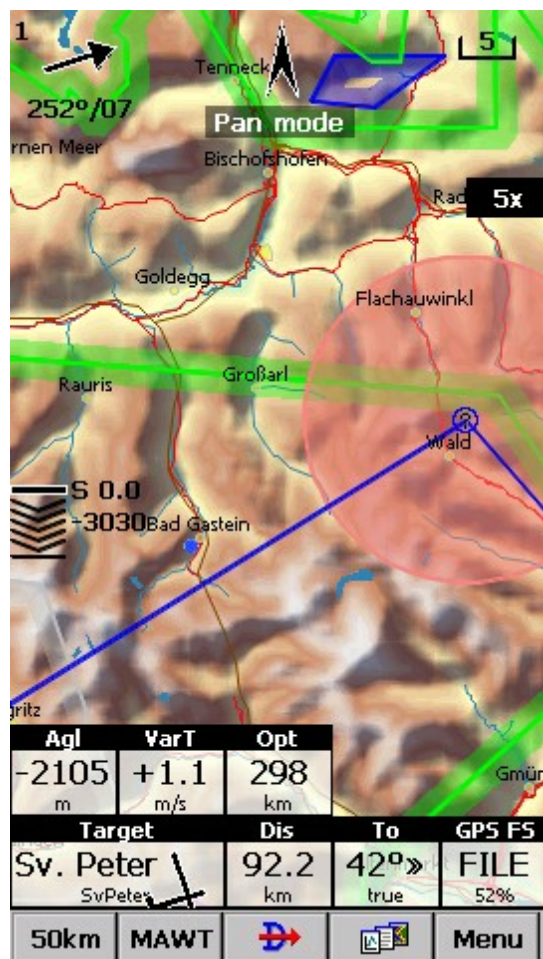 1
5
Tenneck
252º/07
Pan mode
rnen Meer
Bischofshofen
Rad
5x
Goldegg
Flachauwinkl
Großarl
Rauris
Wald
S 0.0
-3030
Bad Gastein
gritz
Agl VarT Opt
-2105 +1.1 298
m m/s km
Gmün
Target Dis To GPS FS
Sv. Peter 92.2 42º» FILE
SvPeter km true 52%
50km MAWT Menu